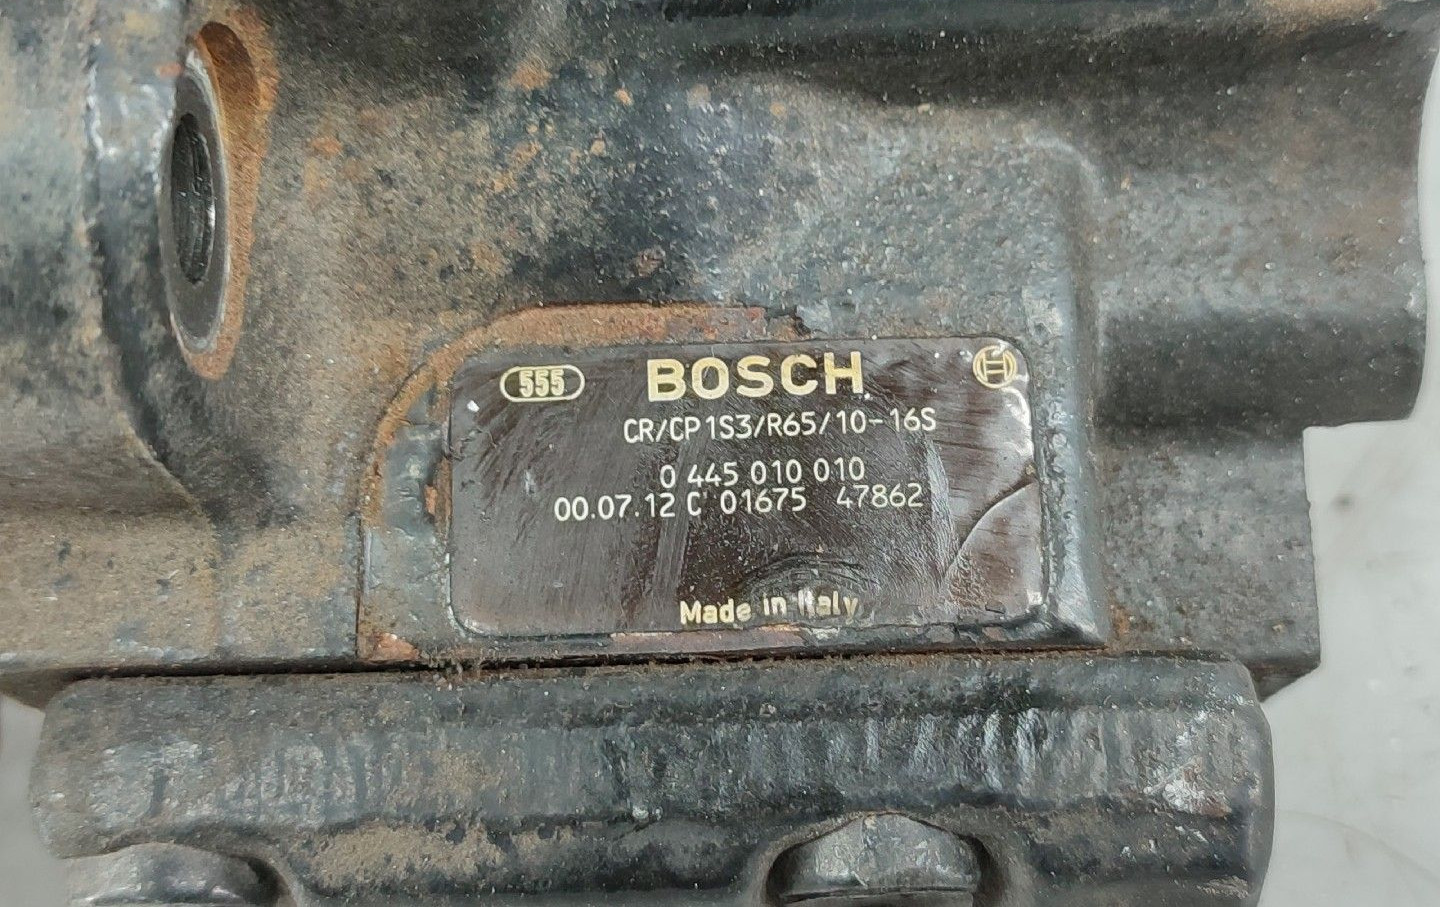 555 BOSCH
CR/CP1S3/R65/10-16S
0 445 010 010
00.07.12 C 01675 47862
Made in Italy